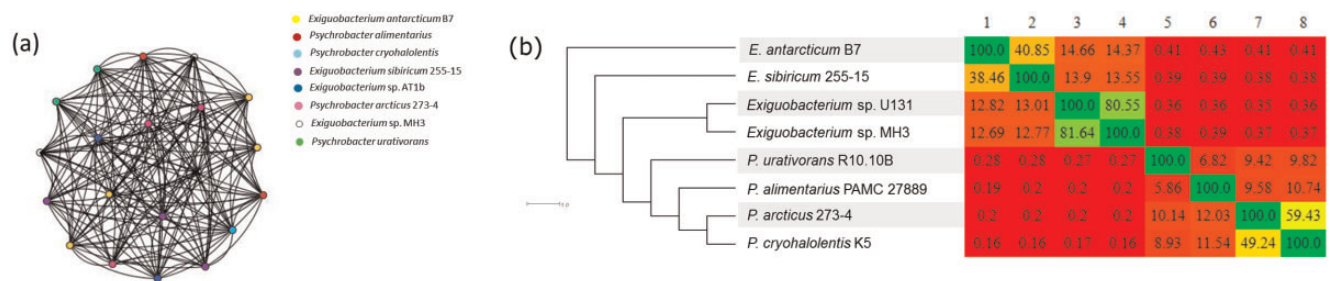 (a)
Exiguobacterium antarcticum B7
Psychrobacter alimentarius
Psychrobacter cryohalolentis
Exiguobacterium sibiricum 255-15
Exiguobacterium sp. AT1b
Psychrobacter arcticus 273-4
Exiguobacterium sp. MH3
Psychrobacter urativorans
(b)
1 2 3 4 5 6 7 8
E. antarcticum B7 100.0 40.85 14.66 14.37 0.41 0.43 0.41 0.41
E. sibiricum 255-15 38.46 100.0 13.9 13.55 0.39 0.39 0.38 0.38
Exiguobacterium sp. U131 12.82 13.01 100.0 80.55 0.36 0.36 0.35 0.36
Exiguobacterium sp. MH3 12.69 12.77 81.64 100.0 0.38 0.39 0.37 0.37
P. urativorans R10.10B 0.28 0.28 0.27 0.27 100.0 6.82 9.42 9.82
P. alimentarius PAMC 27889 0.19 0.2 0.2 0.2 5.86 100.0 9.58 10.74
P. arcticus 273-4 0.2 0.2 0.2 0.2 10.14 12.03 100.0 59.43
P. cryohalolentis K5 0.16 0.16 0.17 0.16 8.93 11.54 49.24 100.0